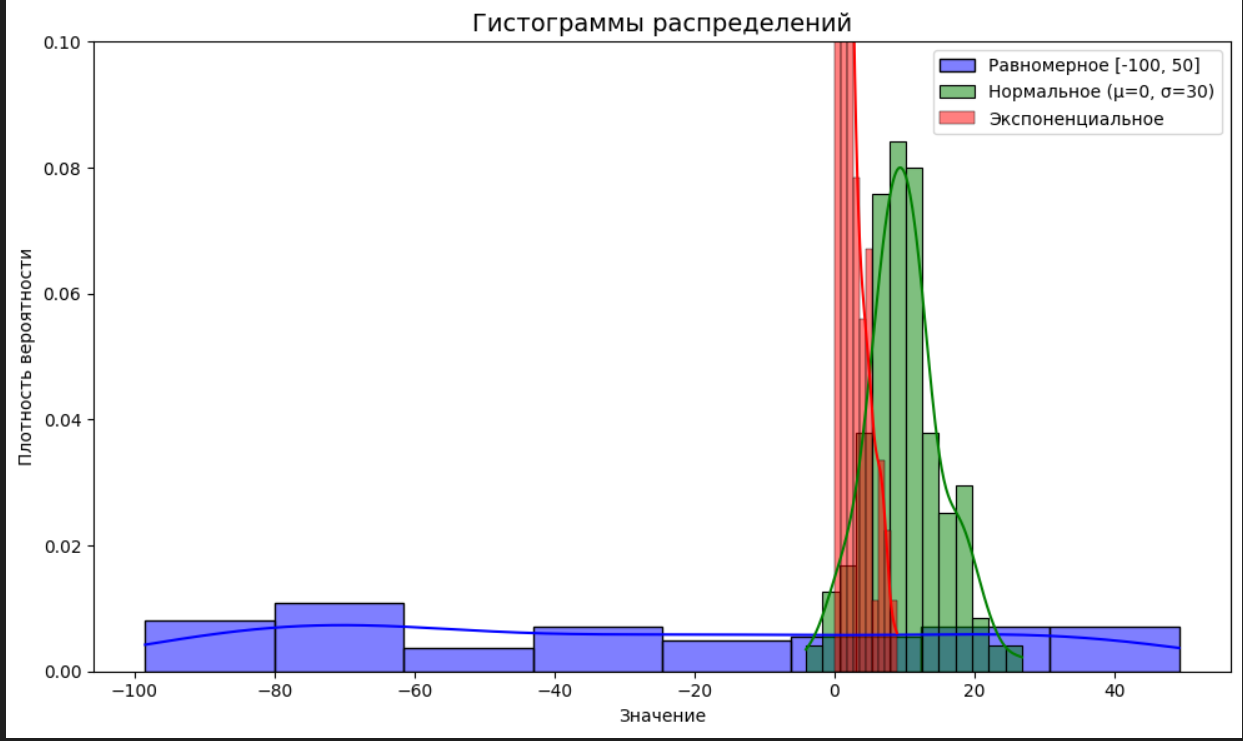 Гистограммы распределений
Равномерное [-100, 50]
Нормальное (μ=0, σ=30)
Экспоненциальное
Плотность вероятности
0.10
0.08
0.06
0.04
0.02
0.00
−100 −80 −60 −40 −20 0 20 40
Значение